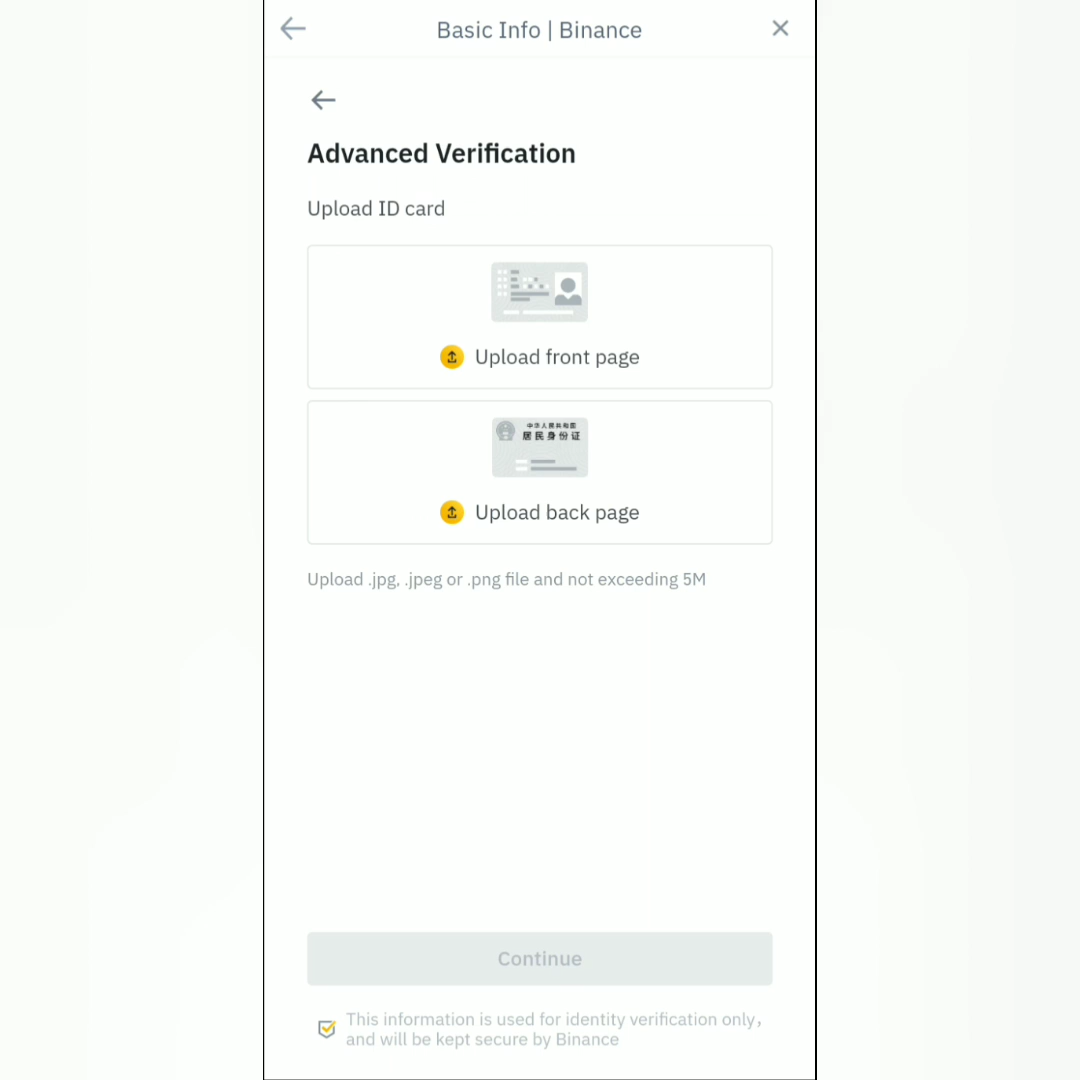 Basic Info | Binance
Advanced Verification
Upload ID card
Upload front page
中华人民共和国
居民身份证
Upload back page
Upload .jpg, .jpeg or .png file and not exceeding 5M
Continue
This information is used for identity verification only,
and will be kept secure by Binance